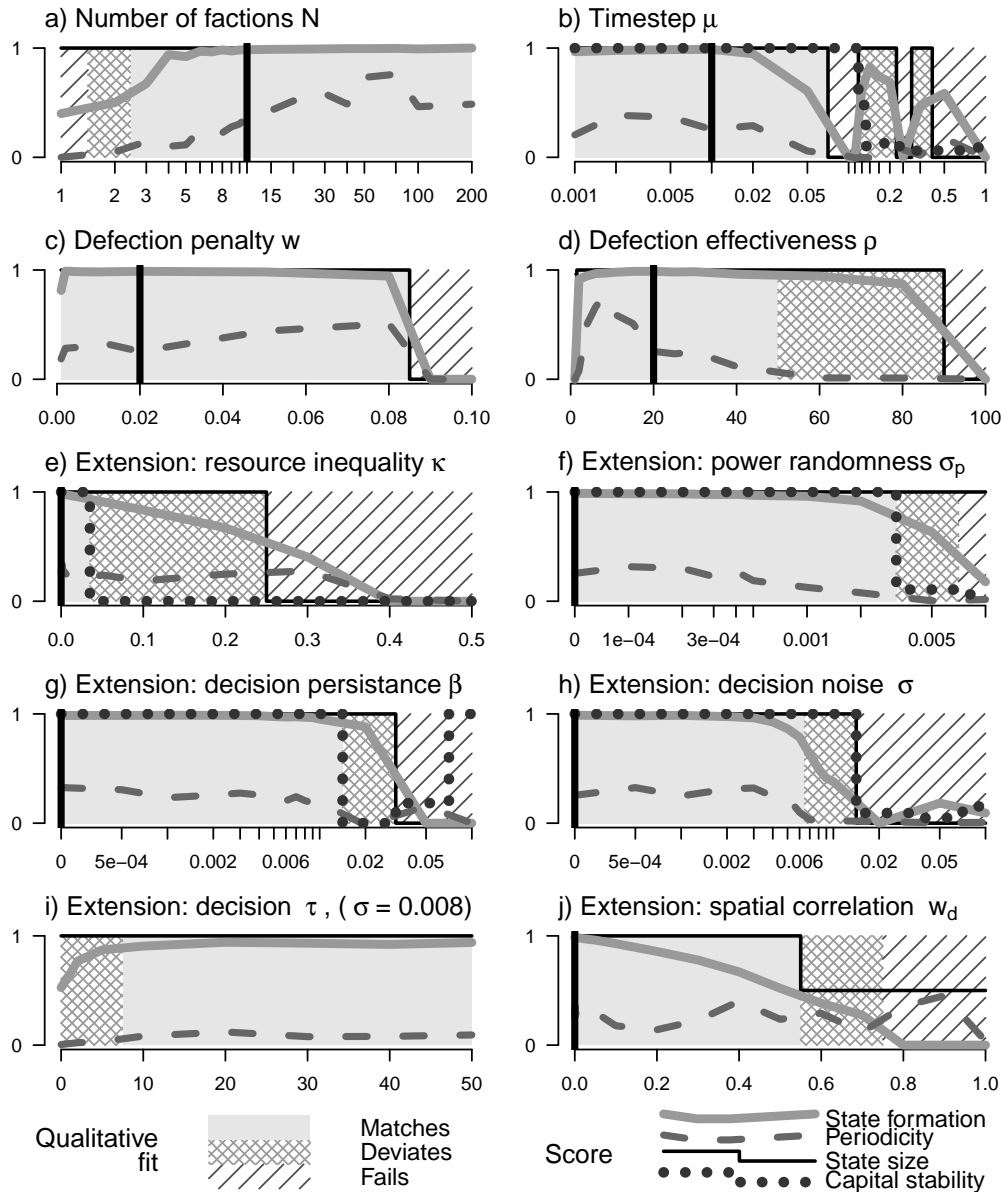 a) Number of factions N
1
0
1 2 3 5 8 15 30 50 100 200
b) Timestep μ
1
0
0.001 0.005 0.02 0.05 0.2 0.5 1
c) Defection penalty w
1
0
0.00 0.02 0.04 0.06 0.08 0.10
d) Defection effectiveness ρ
1
0
0 20 40 60 80 100
e) Extension: resource inequality κ
1
0
0.0 0.1 0.2 0.3 0.4 0.5
f) Extension: power randomness σp
1
0
0 1e−04 3e−04 0.001 0.005
g) Extension: decision persistance β
1
0
0 5e−04 0.002 0.006 0.02 0.05
h) Extension: decision noise σ
1
0
0 5e−04 0.002 0.006 0.02 0.05
i) Extension: decision τ , ( σ = 0.008)
1
0
0 10 20 30 40 50
j) Extension: spatial correlation wd
1
0
0.0 0.2 0.4 0.6 0.8 1.0
Qualitative
fit
Matches
Deviates
Fails
Score
State formation
Periodicity
State size
Capital stability